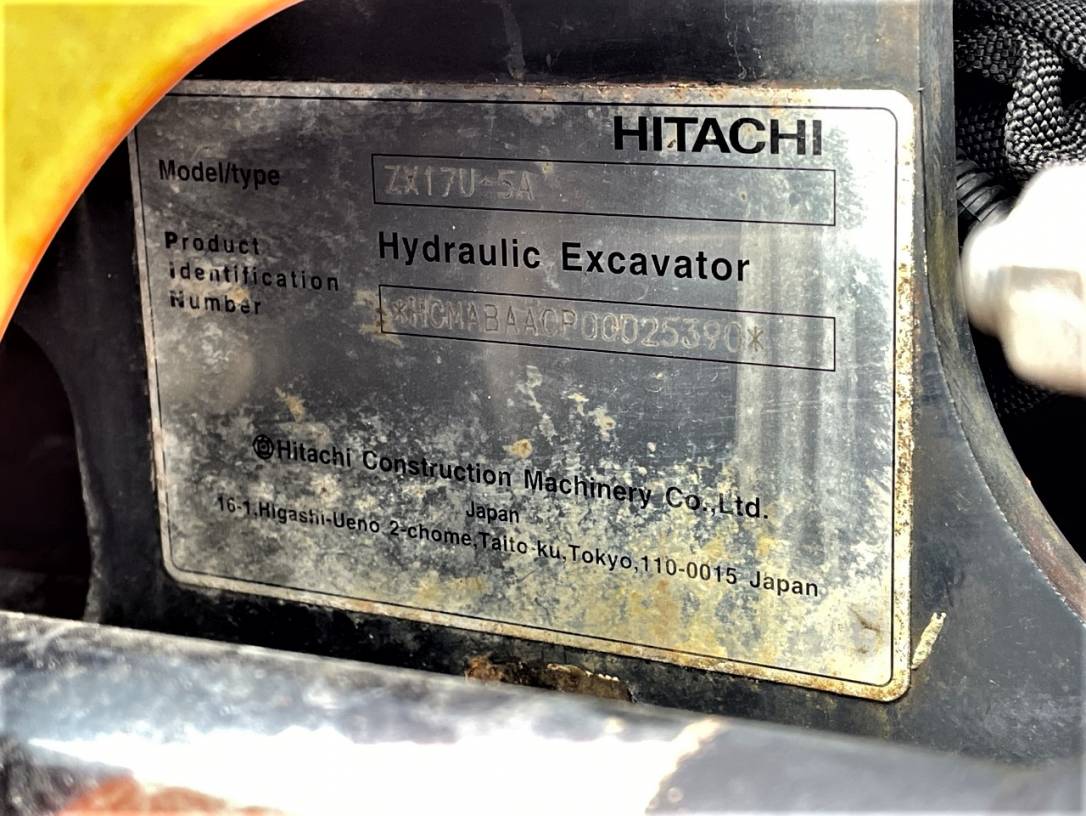 HITACHI
Model/type ZX17U-5A
Hydraulic Excavator
Product
identification
Number
*HCMABAACP00025390*
Hitachi Construction Machinery Co.,Ltd.
Japan
16-1,Higashi-Ueno 2-chome,Taito-ku,Tokyo,110-0015 Japan